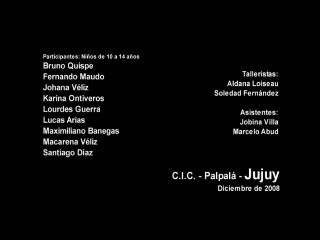 Participantes: Niños de 10 a 14 años
Bruno Quispe
Fernando Maudo
Johana Véliz
Karina Ontiveros
Lourdes Guerra
Lucas Arias
Maximiliano Banegas
Macarena Véliz
Santiago Díaz
Talleristas:
Aldana Loiseau
Soledad Fernández
Asistentes:
Jobina Villa
Marcelo Abud
C.I.C. - Palpalá - Jujuy
Diciembre de 2008